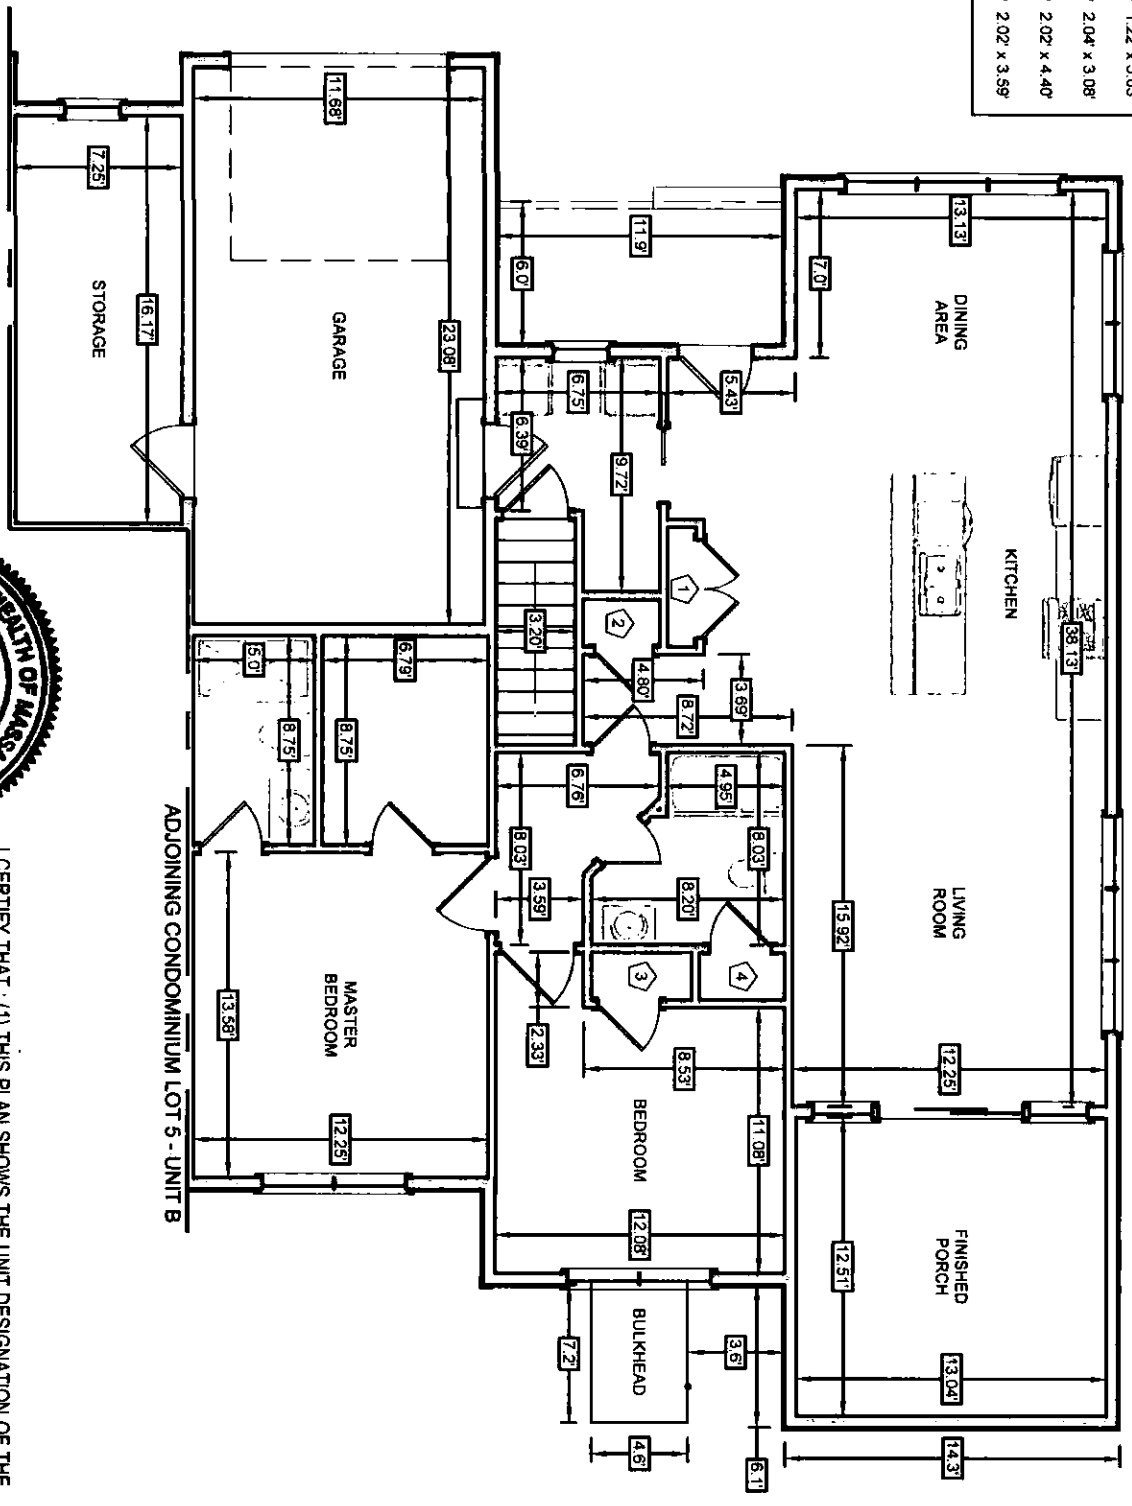 2.04' x 3.08'
2.02' x 4.40'
2.02' x 3.59'
13.13'
7.0'
DINING
AREA
KITCHEN
38.13'
LIVING
ROOM
15.92'
12.25'
FINISHED
PORCH
12.51'
13.04'
14.3'
11.9'
6.0'
5.43'
6.75'
6.39'
9.72'
1
2
3.20'
4.80'
3.69'
8.72'
6.76'
4.95'
8.03'
8.03'
3.59'
8.20'
3
4
2.33'
8.53'
BEDROOM
11.08'
12.08'
BULKHEAD
7.2'
3.6'
4.6'
6.1'
11.68'
GARAGE
23.08'
7.25'
16.17'
STORAGE
5.0'
8.75'
6.79'
8.75'
MASTER
BEDROOM
13.58'
12.25'
ADJOINING CONDOMINIUM LOT 5 - UNIT B
HEALTH OF MASS
I CERTIFY THAT : (1) THIS PLAN SHOWS THE UNIT DESIGNATION OF THE